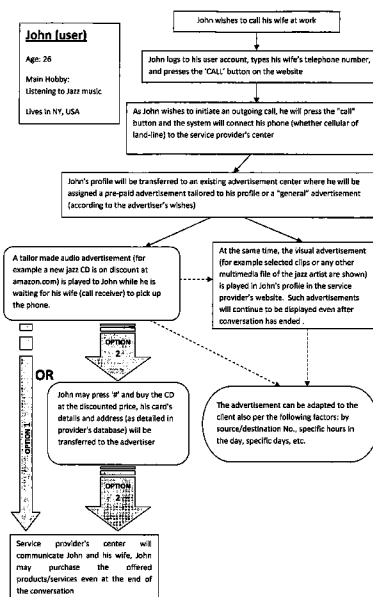 John (user)
Age: 26
Main Hobby:
Listening to Jazz music
Lives in NY, USA
John wishes to call his wife at work
John logs to his user account, types his wife's telephone number,
and presses the 'CALL' button on the website
As John wishes to initiate an outgoing call, he will press the "call"
button and the system will connect his phone (whether cellular of
land-line) to the service provider's center
John's profile will be transferred to an existing advertisement center where he will be
assigned a pre-paid advertisement tailored to his profile or a "general" advertisement
(according to the advertiser's wishes)
A tailor made audio advertisement (for
example a new jazz CD is on discount at
amazon.com) is played to John while he is
waiting for his wife (call receiver) to pick up
the phone.
At the same time, the visual advertisement
(for example selected clips or any other
multimedia file of the jazz artist are shown)
is played in John's profile in the service
provider's website. Such advertisements
will continue to be displayed even after
conversation has ended .
OPTION
2
OR
OPTION 1
John may press '#' and buy the CD
at the discounted price, his card's
details and address (as detailed in
provider's database) will be
transferred to the advertiser
The advertisement can be adapted to the
client also per the following factors: by
source/destination No., specific hours in
the day, specific days, etc.
OPTION
2
Service provider's center will
communicate John and his wife, John
may purchase the offered
products/services even at the end of
the conversation